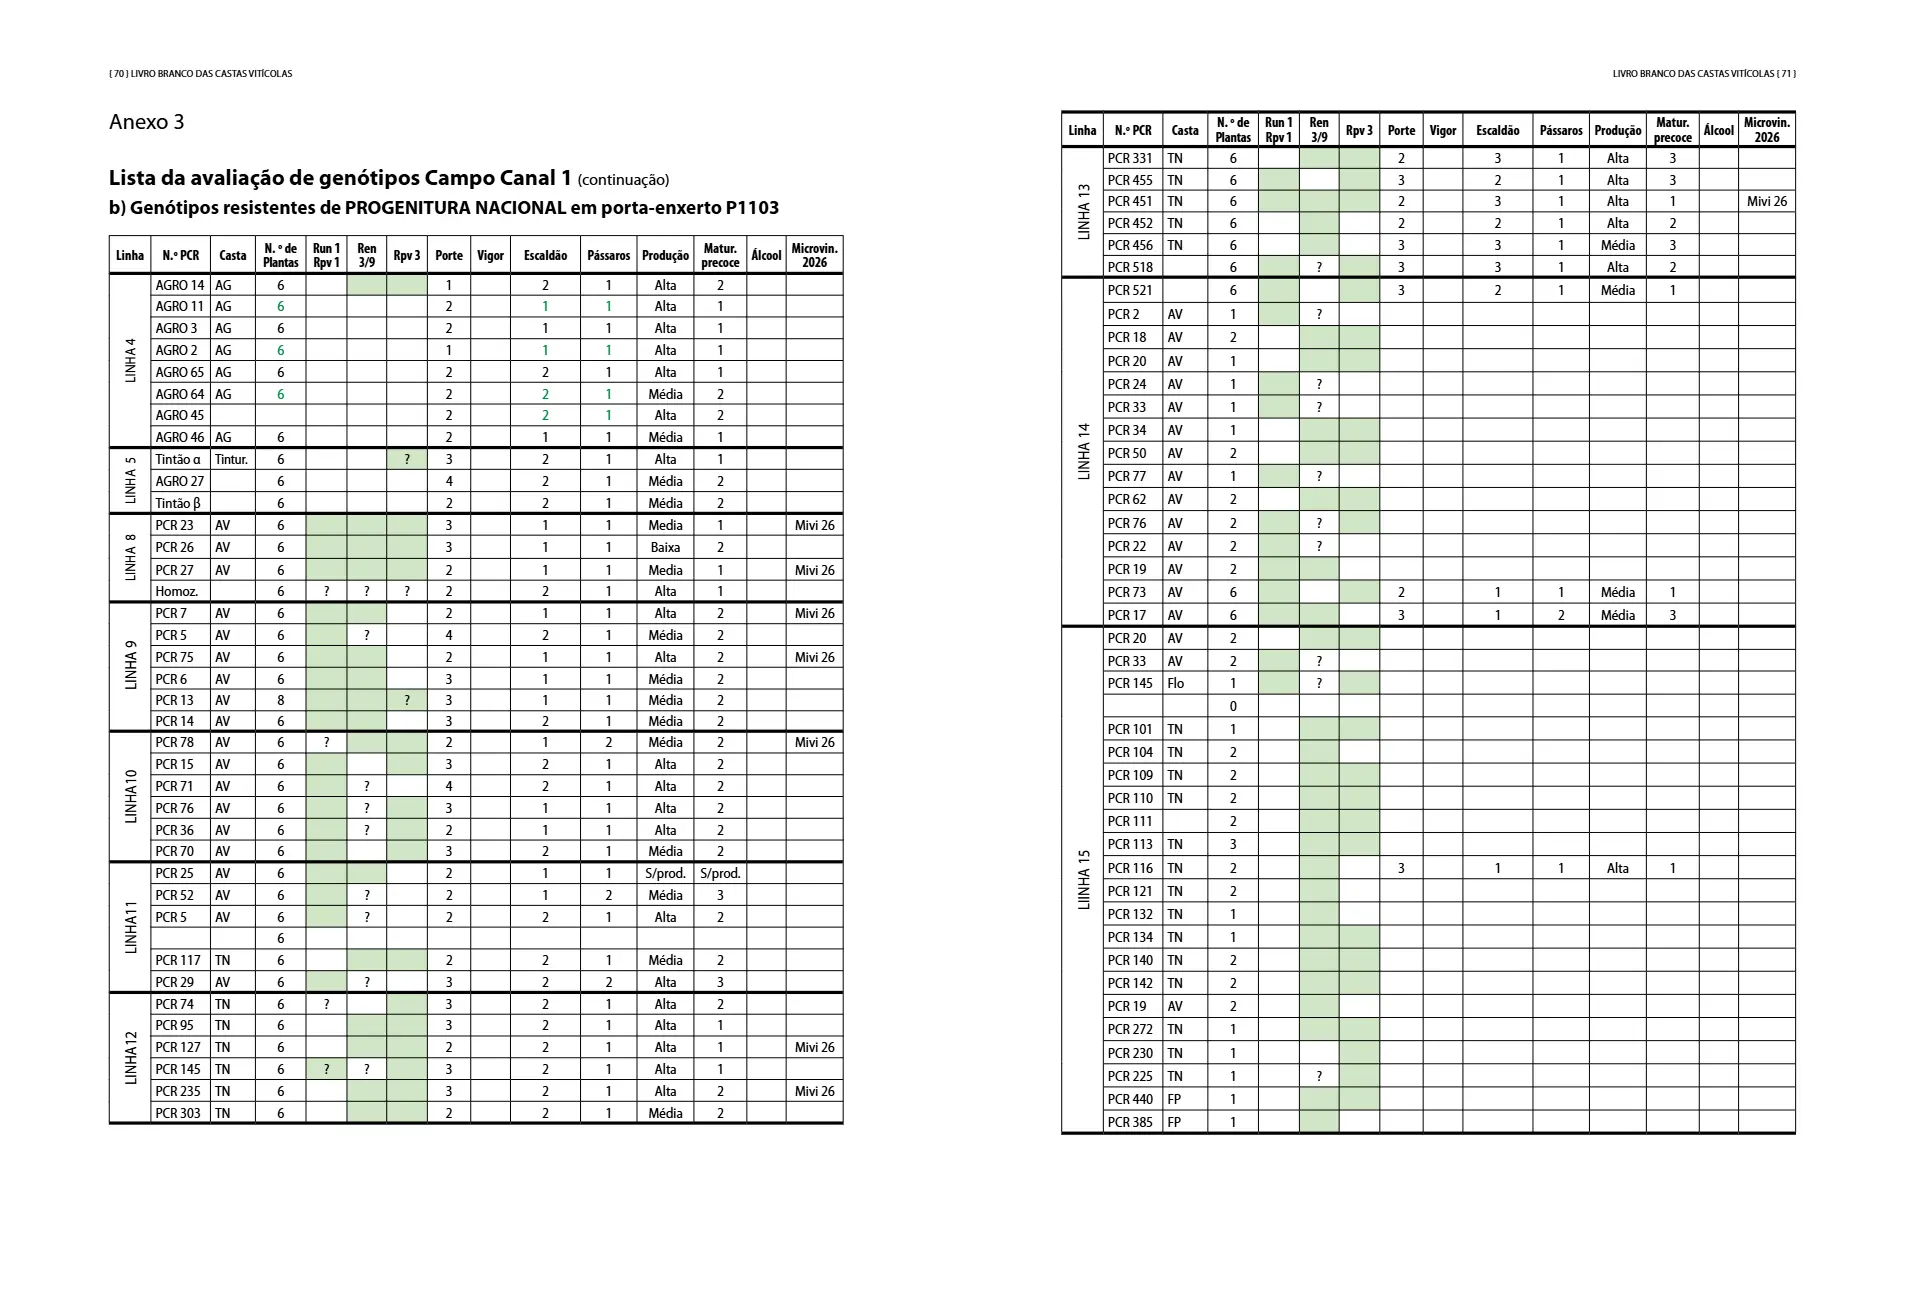 { 70 } LIVRO BRANCO DAS CASTAS VITÍCOLAS
Anexo 3
Lista da avaliação de genótipos Campo Canal 1 (continuação)
b) Genótipos resistentes de PROGENITURA NACIONAL em porta-enxerto P1103
Linha N.º PCR Casta N. º de Plantas Run 1 Rpv 1 Ren 3/9 Rpv 3 Porte Vigor Escaldão Pássaros Produção Matur. precoce Álcool Microvin. 2026
LINHA 4
AGRO 14 AG 6 1 2 1 Alta 2
AGRO 11 AG 6 2 1 1 Alta 1
AGRO 3 AG 6 2 1 1 Alta 1
AGRO 2 AG 6 1 1 1 Alta 1
AGRO 65 AG 6 2 2 1 Alta 1
AGRO 64 AG 6 2 2 1 Média 2
AGRO 45 2 2 1 Alta 2
AGRO 46 AG 6 2 1 1 Média 1
LINHA 5
Tintão α Tintur. 6 ? 3 2 1 Alta 1
AGRO 27 6 4 2 1 Média 2
Tintão β 6 2 2 1 Média 2
LINHA 8
PCR 23 AV 6 3 1 1 Media 1 Mivi 26
PCR 26 AV 6 3 1 1 Baixa 2
PCR 27 AV 6 2 1 1 Media 1 Mivi 26
Homoz. 6 ? ? ? 2 2 1 Alta 1
LINHA 9
PCR 7 AV 6 2 1 1 Alta 2 Mivi 26
PCR 5 AV 6 ? 4 2 1 Média 2
PCR 75 AV 6 2 1 1 Alta 2 Mivi 26
PCR 6 AV 6 3 1 1 Média 2
PCR 13 AV 8 ? 3 1 1 Média 2
PCR 14 AV 6 3 2 1 Média 2
LINHA10
PCR 78 AV 6 ? 2 1 2 Média 2 Mivi 26
PCR 15 AV 6 3 2 1 Alta 2
PCR 71 AV 6 ? 4 2 1 Alta 2
PCR 76 AV 6 ? 3 1 1 Alta 2
PCR 36 AV 6 ? 2 1 1 Alta 2
PCR 70 AV 6 3 2 1 Média 2
LINHA11
PCR 25 AV 6 2 1 1 S/prod. S/prod.
PCR 52 AV 6 ? 2 1 2 Média 3
PCR 5 AV 6 ? 2 2 1 Alta 2
6
PCR 117 TN 6 2 2 1 Média 2
PCR 29 AV 6 ? 3 2 2 Alta 3
LINHA12
PCR 74 TN 6 ? 3 2 1 Alta 2
PCR 95 TN 6 3 2 1 Alta 1
PCR 127 TN 6 2 2 1 Alta 1 Mivi 26
PCR 145 TN 6 ? ? 3 2 1 Alta 1
PCR 235 TN 6 3 2 1 Alta 2 Mivi 26
PCR 303 TN 6 2 2 1 Média 2
LIVRO BRANCO DAS CASTAS VITÍCOLAS { 71 }
Linha N.º PCR Casta N. º de Plantas Run 1 Rpv 1 Ren 3/9 Rpv 3 Porte Vigor Escaldão Pássaros Produção Matur. precoce Álcool Microvin. 2026
LINHA 13
PCR 331 TN 6 2 3 1 Alta 3
PCR 455 TN 6 3 2 1 Alta 3
PCR 451 TN 6 2 3 1 Alta 1 Mivi 26
PCR 452 TN 6 2 2 1 Alta 2
PCR 456 TN 6 3 3 1 Média 3
PCR 518 6 ? 3 3 1 Alta 2
LINHA 14
PCR 521 6 3 2 1 Média 1
PCR 2 AV 1 ?
PCR 18 AV 2
PCR 20 AV 1
PCR 24 AV 1 ?
PCR 33 AV 1 ?
PCR 34 AV 1
PCR 50 AV 2
PCR 77 AV 1 ?
PCR 62 AV 2
PCR 76 AV 2 ?
PCR 22 AV 2 ?
PCR 19 AV 2
PCR 73 AV 6 2 1 1 Média 1
PCR 17 AV 6 3 1 2 Média 3
LIINHA 15
PCR 20 AV 2
PCR 33 AV 2 ?
PCR 145 Flo 1 ?
0
PCR 101 TN 1
PCR 104 TN 2
PCR 109 TN 2
PCR 110 TN 2
PCR 111 2
PCR 113 TN 3
PCR 116 TN 2 3 1 1 Alta 1
PCR 121 TN 2
PCR 132 TN 1
PCR 134 TN 1
PCR 140 TN 2
PCR 142 TN 2
PCR 19 AV 2
PCR 272 TN 1
PCR 230 TN 1
PCR 225 TN 1 ?
PCR 440 FP 1
PCR 385 FP 1